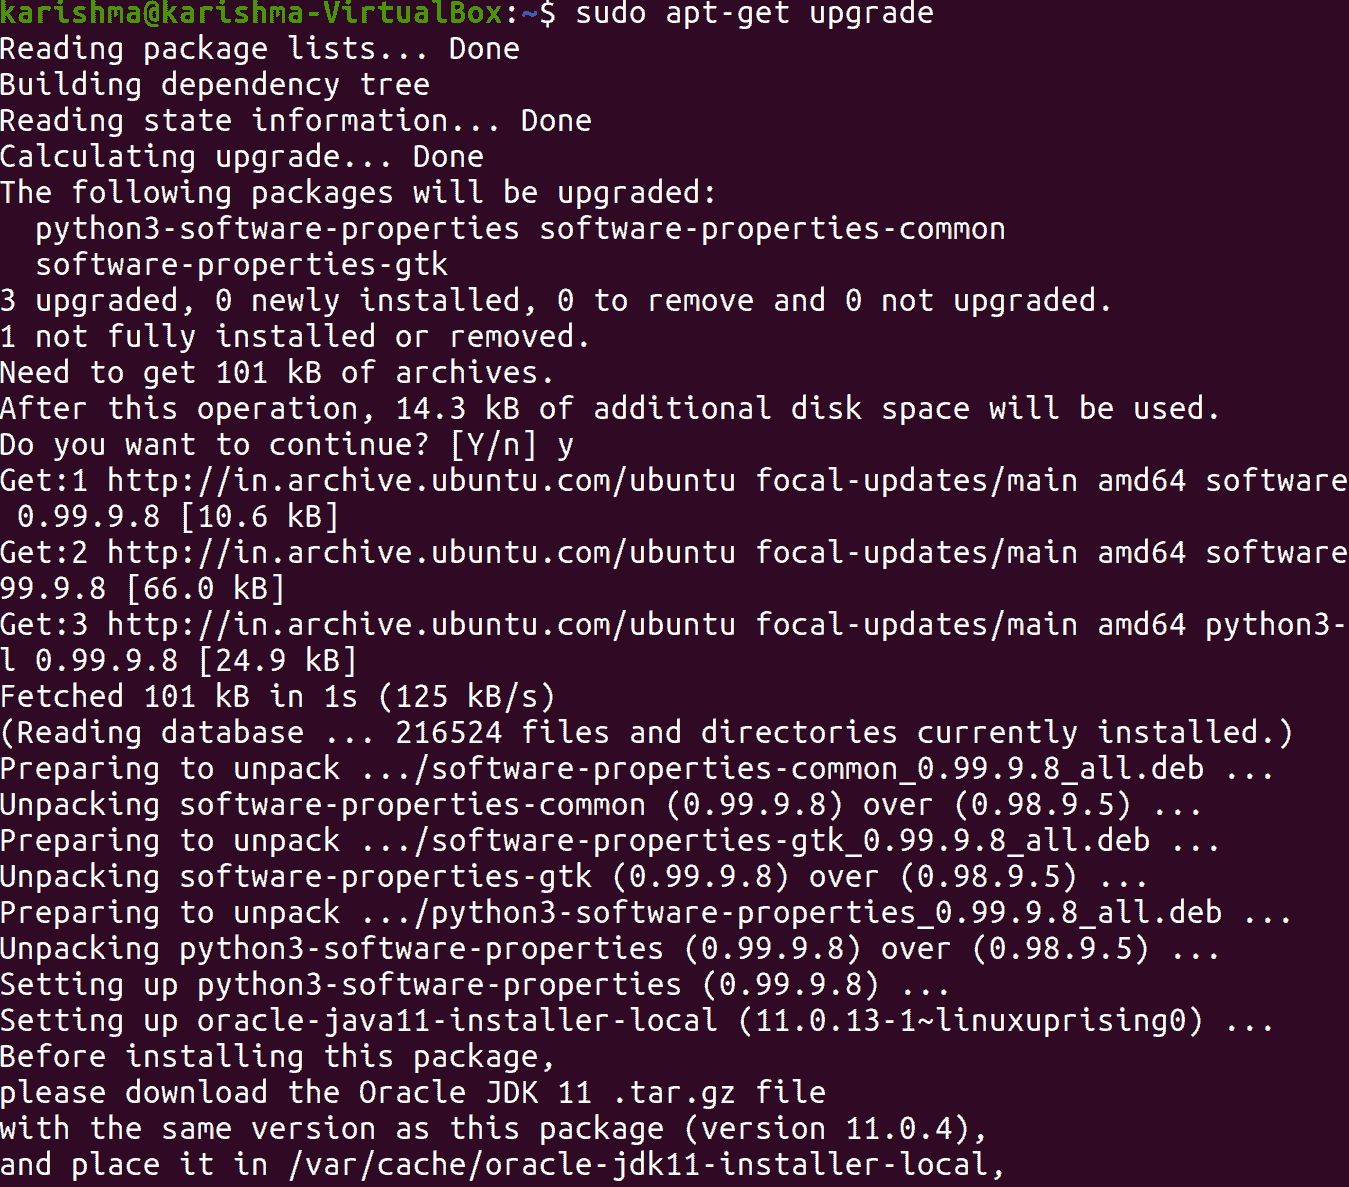 karishma@karishma-VirtualBox:~$ sudo apt-get upgrade
Reading package lists... Done
Building dependency tree
Reading state information... Done
Calculating upgrade... Done
The following packages will be upgraded:
  python3-software-properties software-properties-common
  software-properties-gtk
3 upgraded, 0 newly installed, 0 to remove and 0 not upgraded.
1 not fully installed or removed.
Need to get 101 kB of archives.
After this operation, 14.3 kB of additional disk space will be used.
Do you want to continue? [Y/n] y
Get:1 http://in.archive.ubuntu.com/ubuntu focal-updates/main amd64 software
 0.99.9.8 [10.6 kB]
Get:2 http://in.archive.ubuntu.com/ubuntu focal-updates/main amd64 software
99.9.8 [66.0 kB]
Get:3 http://in.archive.ubuntu.com/ubuntu focal-updates/main amd64 python3-
l 0.99.9.8 [24.9 kB]
Fetched 101 kB in 1s (125 kB/s)
(Reading database ... 216524 files and directories currently installed.)
Preparing to unpack .../software-properties-common_0.99.9.8_all.deb ...
Unpacking software-properties-common (0.99.9.8) over (0.98.9.5) ...
Preparing to unpack .../software-properties-gtk_0.99.9.8_all.deb ...
Unpacking software-properties-gtk (0.99.9.8) over (0.98.9.5) ...
Preparing to unpack .../python3-software-properties_0.99.9.8_all.deb ...
Unpacking python3-software-properties (0.99.9.8) over (0.98.9.5) ...
Setting up python3-software-properties (0.99.9.8) ...
Setting up oracle-java11-installer-local (11.0.13-1~linuxuprising0) ...
Before installing this package,
please download the Oracle JDK 11 .tar.gz file
with the same version as this package (version 11.0.4),
and place it in /var/cache/oracle-jdk11-installer-local,